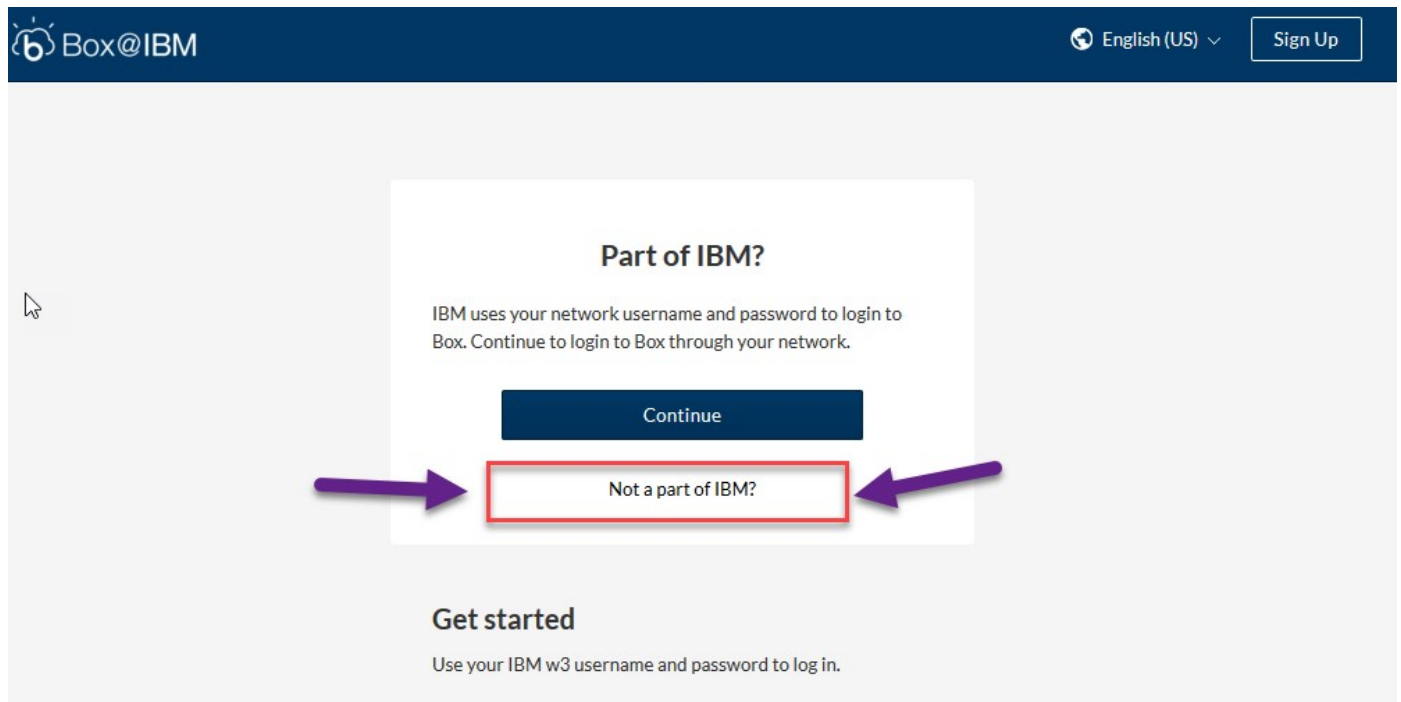 Box@IBM
English (US)
Sign Up
Part of IBM?
IBM uses your network username and password to login to
Box. Continue to login to Box through your network.
Continue
Not a part of IBM?
Get started
Use your IBM w3 username and password to log in.